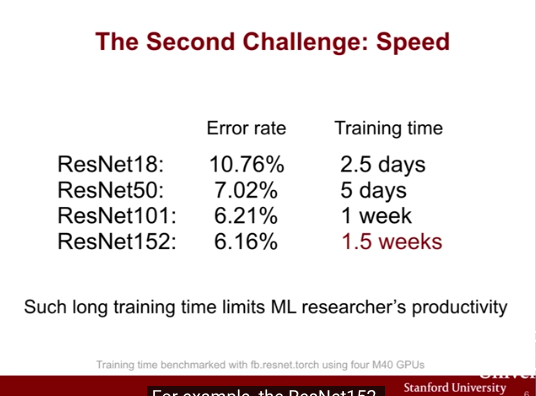 The Second Challenge: Speed
Error rate Training time
ResNet18: 10.76% 2.5 days
ResNet50: 7.02% 5 days
ResNet101: 6.21% 1 week
ResNet152: 6.16% 1.5 weeks
Such long training time limits ML researcher's productivity
Training time benchmarked with fb.resnet.torch using four M40 GPUs
Stanford University
6
For example, the ResNet152